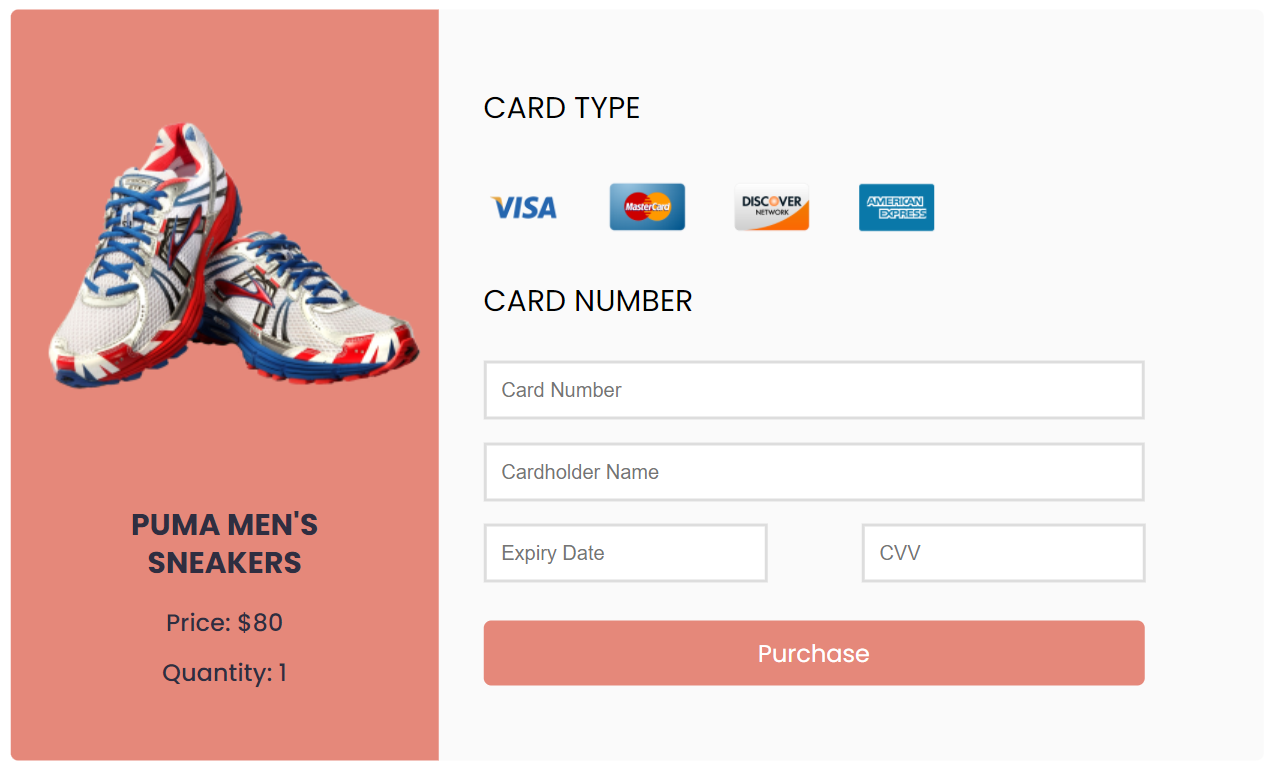 PUMA MEN'S
SNEAKERS
Price: $80
Quantity: 1
CARD TYPE
VISA
MasterCard
DISCOVER
NETWORK
AMERICAN
EXPRESS
CARD NUMBER
Card Number
Cardholder Name
Expiry Date
CVV
Purchase